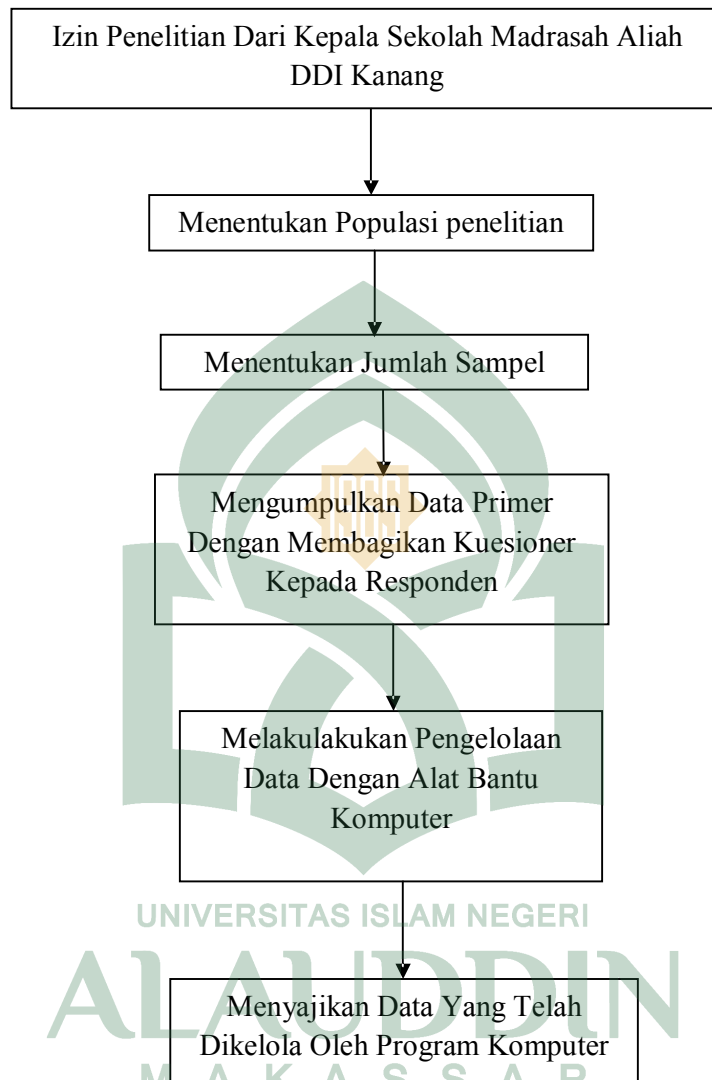 Izin Penelitian Dari Kepala Sekolah Madrasah Aliah
DDI Kanang
Menentukan Populasi penelitian
Menentukan Jumlah Sampel
Mengumpulkan Data Primer
Dengan Membagikan Kuesioner
Kepada Responden
Melakulakukan Pengelolaan
Data Dengan Alat Bantu
Komputer
UNIVERSITAS ISLAM NEGERI
ALAUDDIN
Menyajikan Data Yang Telah
Dikelola Oleh Program Komputer
MAKASSAR